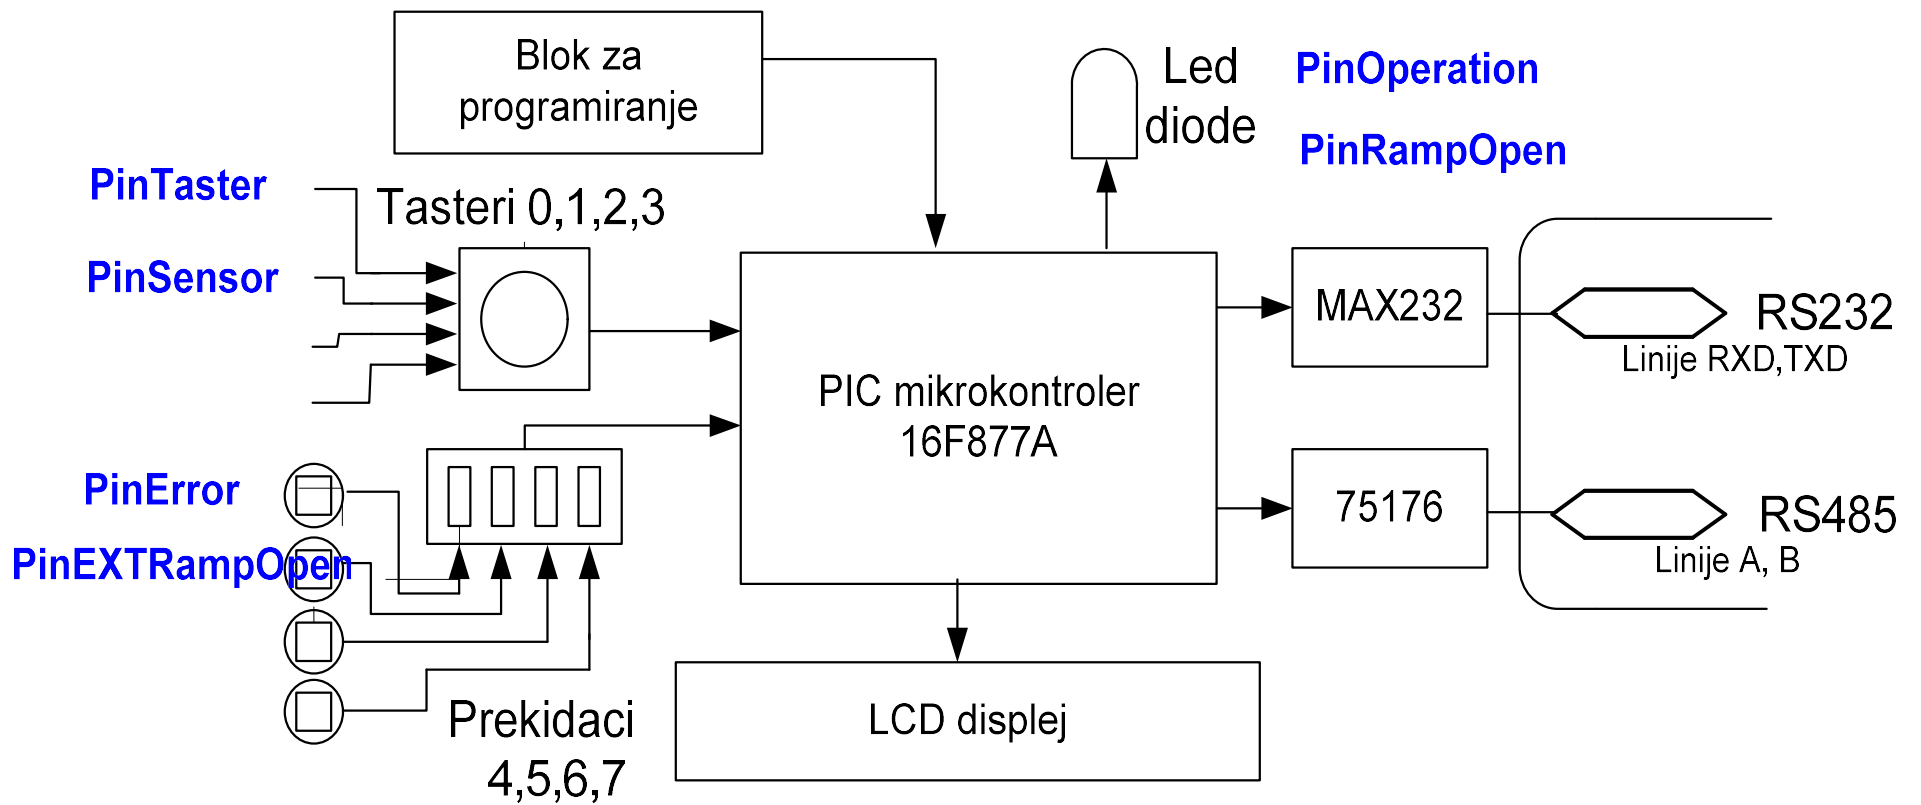 Blok za
programiranje
Led
diode
PinOperation
PinRampOpen
PinTaster
Tasteri 0,1,2,3
PinSensor
MAX232
RS232
Linije RXD,TXD
PIC mikrokontroler
16F877A
PinError
75176
RS485
Linije A, B
PinEXTRampOpen
Prekidaci
4,5,6,7
LCD displej